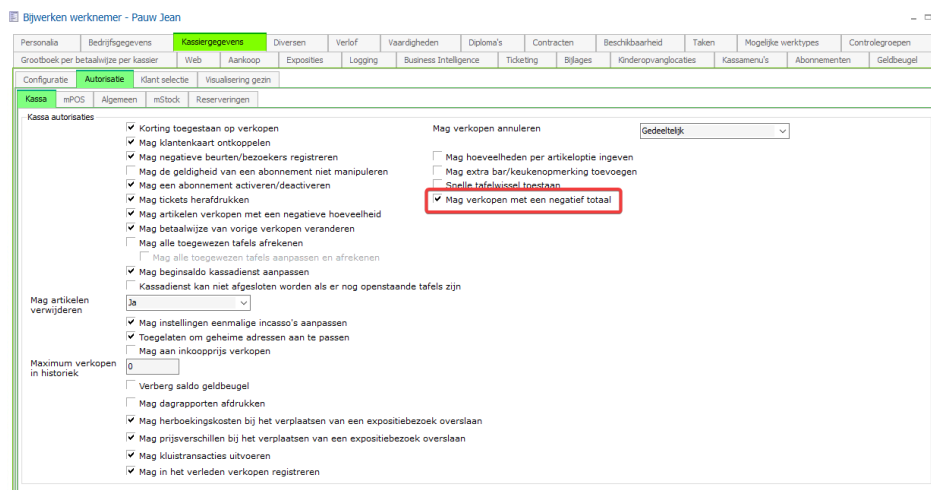 Bijwerken werknemer - Pauw Jean
Personalia Bedrijfsgegevens Kassiergegevens Diversen Verlof Vaardigheden Diploma's Contracten Beschikbaarheid Taken Mogelijke werktypes Controlegroepen
Grootboek per betaalwijze per kassier Web Aankoop Exposities Logging Business Intelligence Ticketing Bijlages Kinderopvanglocaties Kassamenu's Abonnementen Geldbeugel
Configuratie Autorisatie Klant selectie Visualisering gezin
Kassa mPOS Algemeen mStock Reserveringen
Kassa autorisaties
Korting toegestaan op verkopen Mag verkopen annuleren Gedeeltelijk
Mag klantenkaart ontkoppelen
Mag negatieve beurten/bezoekers registreren Mag hoeveelheden per artikeloptie ingeven
Mag de geldigheid van een abonnement niet manipuleren Mag extra bar/keukenopmerking toevoegen
Mag een abonnement activeren/deactiveren Snelle tafelwissel toestaan
Mag tickets herafdrukken Mag verkopen met een negatief totaal
Mag artikelen verkopen met een negatieve hoeveelheid
Mag betaalwijze van vorige verkopen veranderen
Mag alle toegewezen tafels afrekenen
Mag alle toegewezen tafels aanpassen en afrekenen
Mag beginsaldo kassadienst aanpassen
Kassadienst kan niet afgesloten worden als er nog openstaande tafels zijn
Mag artikelen verwijderen Ja
Mag instellingen eenmalige incasso's aanpassen
Toegelaten om geheime adressen aan te passen
Mag aan inkoopprijs verkopen
Maximum verkopen in historiek 0
Verberg saldo geldbeugel
Mag dagrapporten afdrukken
Mag herboekingskosten bij het verplaatsen van een expositiebezoek overslaan
Mag prijsverschillen bij het verplaatsen van een expositiebezoek overslaan
Mag kluistransacties uitvoeren
Mag in het verleden verkopen registreren